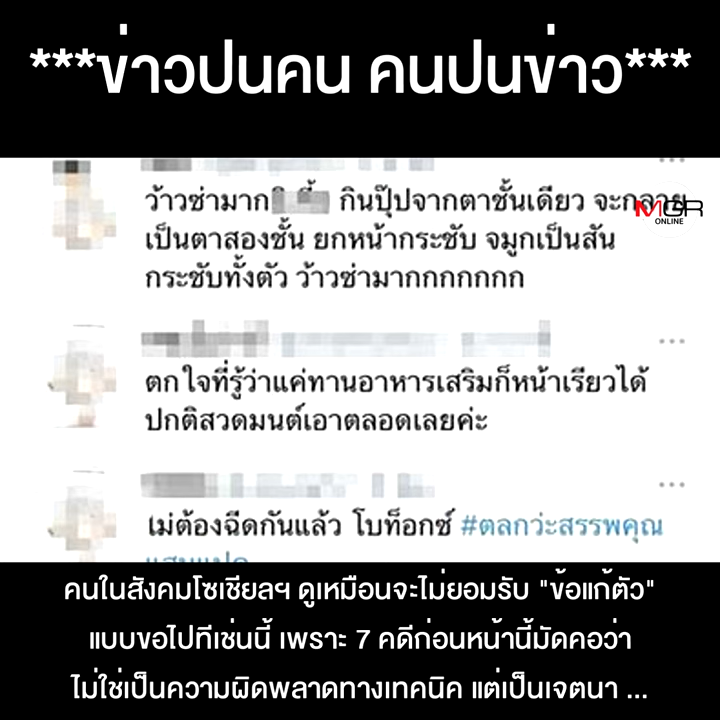 ***ข่าวปนคน คนปนข่าว***
ว้าวซ่ามาก กินปุ๊ปจากตาชั้นเดียว จะกลาย
MGR
ONLINE
เป็นตาสองชั้น ยกหน้ากระชับ จมูกเป็นสัน
กระชับทั้งตัว ว้าวซ่ามากกกกกกก
ตกใจที่รู้ว่าแค่ทานอาหารเสริมก็หน้าเรียวได้
ปกติสวดมนต์เอาตลอดเลยค่ะ
เม่ต้องฉีดกันแล้ว โบท็อกซ์ #ตลกว่ะสรรพคุณ
คนในสังคมโซเชียลฯ ดูเหมือนจะไม่ยอมรับ "ข้อแก้ตัว"
แบบขอไปทีเช่นนี้ เพราะ 7 คดีก่อนหน้านี้มัดคอว่า
ไม่ใช่เป็นความผิดพลาดทางเทคนิค แต่เป็นเจตนา ...